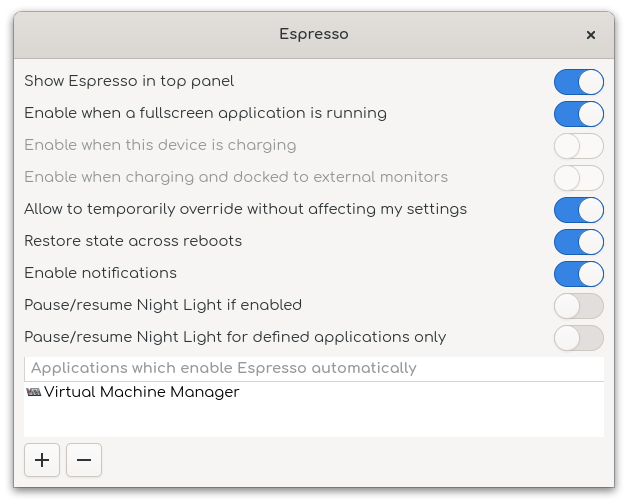 Espresso
Show Espresso in top panel
Enable when a fullscreen application is running
Enable when this device is charging
Enable when charging and docked to external monitors
Allow to temporarily override without affecting my settings
Restore state across reboots
Enable notifications
Pause/resume Night Light if enabled
Pause/resume Night Light for defined applications only
Applications which enable Espresso automatically
Virtual Machine Manager